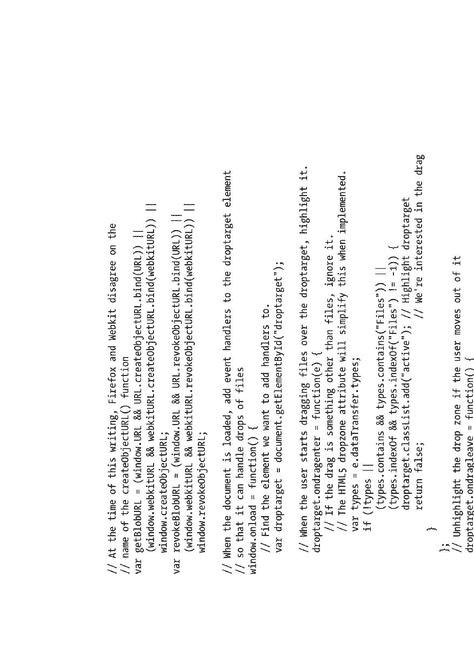 // At the time of this writing, Firefox and Webkit disagree on the
// name of the createObjectURL() function
var getBlobURL = (window.URL && URL.createObjectURL.bind(URL)) ||
    (window.webkitURL && webkitURL.createObjectURL.bind(webkitURL)) ||
    window.createObjectURL;
var revokeBlobURL = (window.URL && URL.revokeObjectURL.bind(URL)) ||
    (window.webkitURL && webkitURL.revokeObjectURL.bind(webkitURL)) ||
    window.revokeObjectURL;
// When the document is loaded, add event handlers to the droptarget element
// so that it can handle drops of files
window.onload = function() {
    // Find the element we want to add handlers to.
    var droptarget = document.getElementById("droptarget");
    // When the user starts dragging files over the droptarget, highlight it.
    droptarget.ondragenter = function(e) {
        // If the drag is something other than files, ignore it.
        // The HTML5 dropzone attribute will simplify this when implemented.
        var types = e.dataTransfer.types;
        if (!types ||
            (types.contains && types.contains("Files")) ||
            (types.indexOf && types.indexOf("Files") != -1)) {
            droptarget.classList.add("active"); // Highlight droptarget
            return false;                       // We're interested in the drag
        }
    };
    // Unhighlight the drop zone if the user moves out of it
    droptarget.ondragleave = function() {